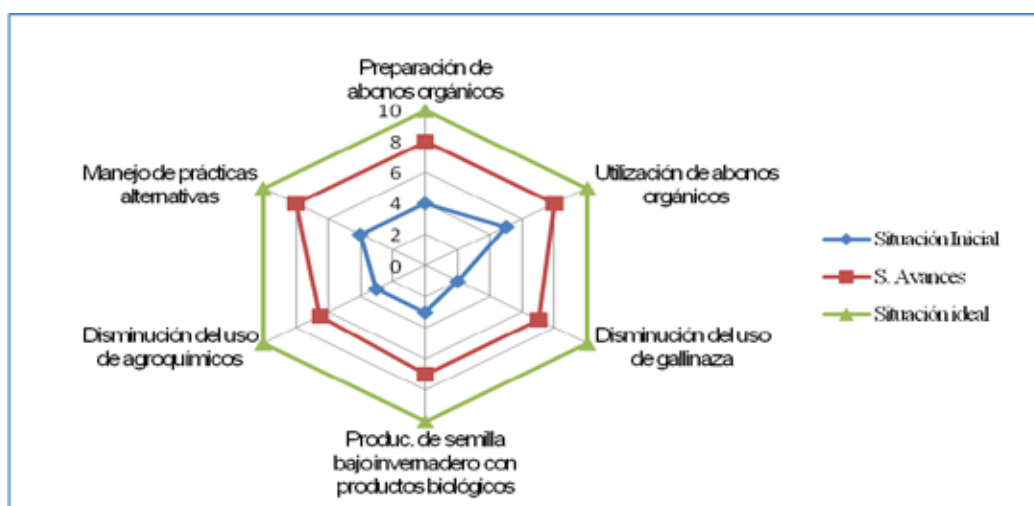 Preparación de
abonos orgánicos
10
8
6
4
2
0
Manejo de prácticas
alternativas
Utilización de abonos
orgánicos
Disminución del uso
de agroquímicos
Disminución del uso
de gallinaza
Produc. de semilla
bajo invernadero con
productos biológicos
Situación Inicial
S. Avances
Situación ideal